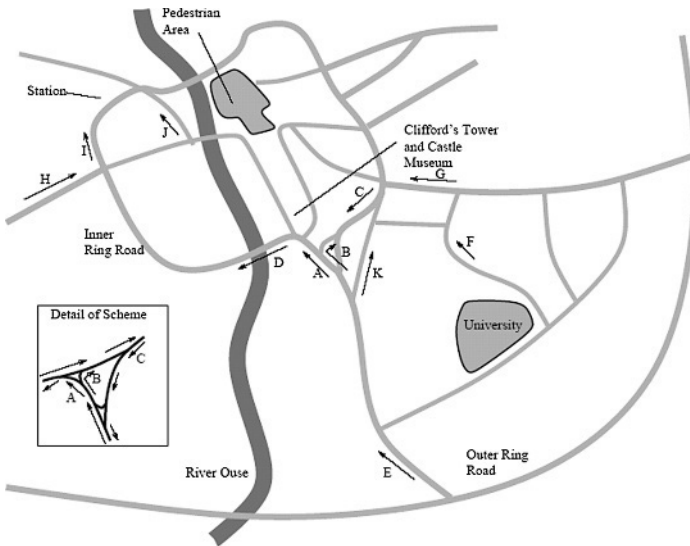 Pedestrian
Area
Station
J
I
H
Clifford's Tower
and Castle
Museum
G
C
Inner
Ring Road
D
A
B
K
F
University
Detail of Scheme
C
B
A
River Ouse
E
Outer Ring
Road